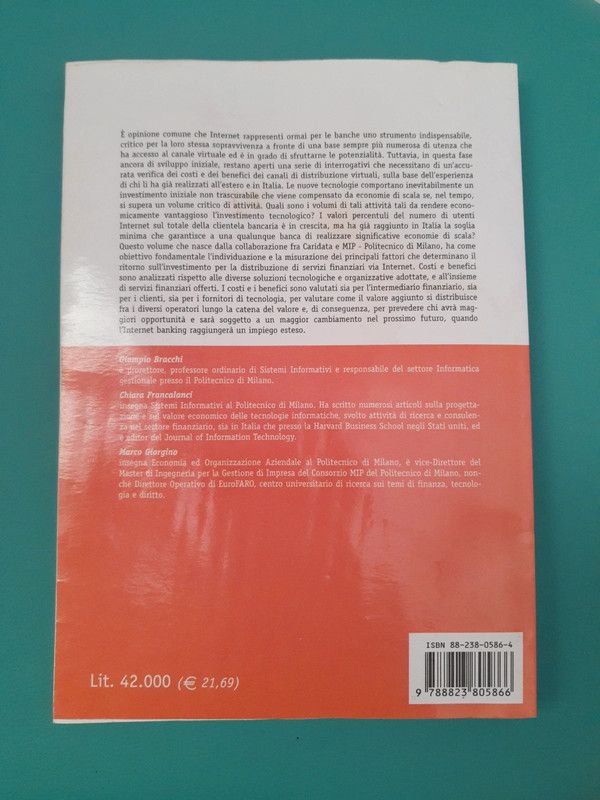 È opinione comune che Internet rappresenti ormai per le banche uno strumento indispensabile,
critico per la loro stessa sopravvivenza a fronte di una base sempre più numerosa di utenza che
ha accesso al canale virtuale ed è in grado di sfruttarne le potenzialità. Tuttavia, in questa fase
ancora di sviluppo iniziale, restano aperti una serie di interrogativi che necessitano di un'accu-
rata verifica dei costi e dei benefici dei canali di distribuzione virtuali, sulla base dell'esperienza
di chi li ha già realizzati all'estero e in Italia. Le nuove tecnologie comportano inevitabilmente un
investimento iniziale non trascurabile che viene compensato da economie di scala se, nel tempo,
si supera un volume critico di attività. Quali sono i volumi di tali attività tali da rendere econo-
micamente vantaggioso l'investimento tecnologico? I valori percentuli del numero di utenti
Internet sul totale della clientela bancaria è in crescita, ma ha già raggiunto in Italia la soglia
minima che garantisce a una qualunque banca di realizzare significative economie di scala?
Questo volume che nasce dalla collaborazione fra Caridata e MIP - Politecnico di Milano, ha come
obiettivo fondamentale l'individuazione e la misurazione dei principali fattori che determinano il
ritorno sull'investimento per la distribuzione di servizi finanziari via Internet. Costi e benefici
sono analizzati rispetto alle diverse soluzioni tecnologiche e organizzative adottate, e all'insieme
di servizi finanziari offerti. I costi e i benefici sono valutati sia per l'intermediario finanziario, sia
per i clienti, sia per i fornitori di tecnologia, per valutare come il valore aggiunto si distribuisce
fra i diversi operatori lungo la catena del valore e, di conseguenza, per prevedere chi avrà mag-
giori opportunità e sarà soggetto a un maggior cambiamento nel prossimo futuro, quando
l'Internet banking raggiungerà un impiego esteso.
Giampio Bracchi
è prorettore, professore ordinario di Sistemi Informativi e responsabile del settore Informatica
gestionale presso il Politecnico di Milano.
Chiara Francalanci
insegna Sistemi Informativi al Politecnico di Milano. Ha scritto numerosi articoli sulla progetta-
zione e sul valore economico delle tecnologie informatiche, svolto attività di ricerca e consulen-
za nel settore finanziario, sia in Italia che presso la Harvard Business School negli Stati uniti, ed
è editor del Journal of Information Technology.
Marco Giorgino
insegna Economia ed Organizzazione Aziendale al Politecnico di Milano, è vice-Direttore del
Master di Ingegneria per la Gestione di Impresa del Consorzio MIP del Politecnico di Milano, non-
ché Direttore Operativo di EuroFARO, centro universitario di ricerca sui temi di finanza, tecnolo-
gia e diritto.
ISBN 88-238-0586-4
Lit. 42.000 (€ 21,69)
9 788823 805866